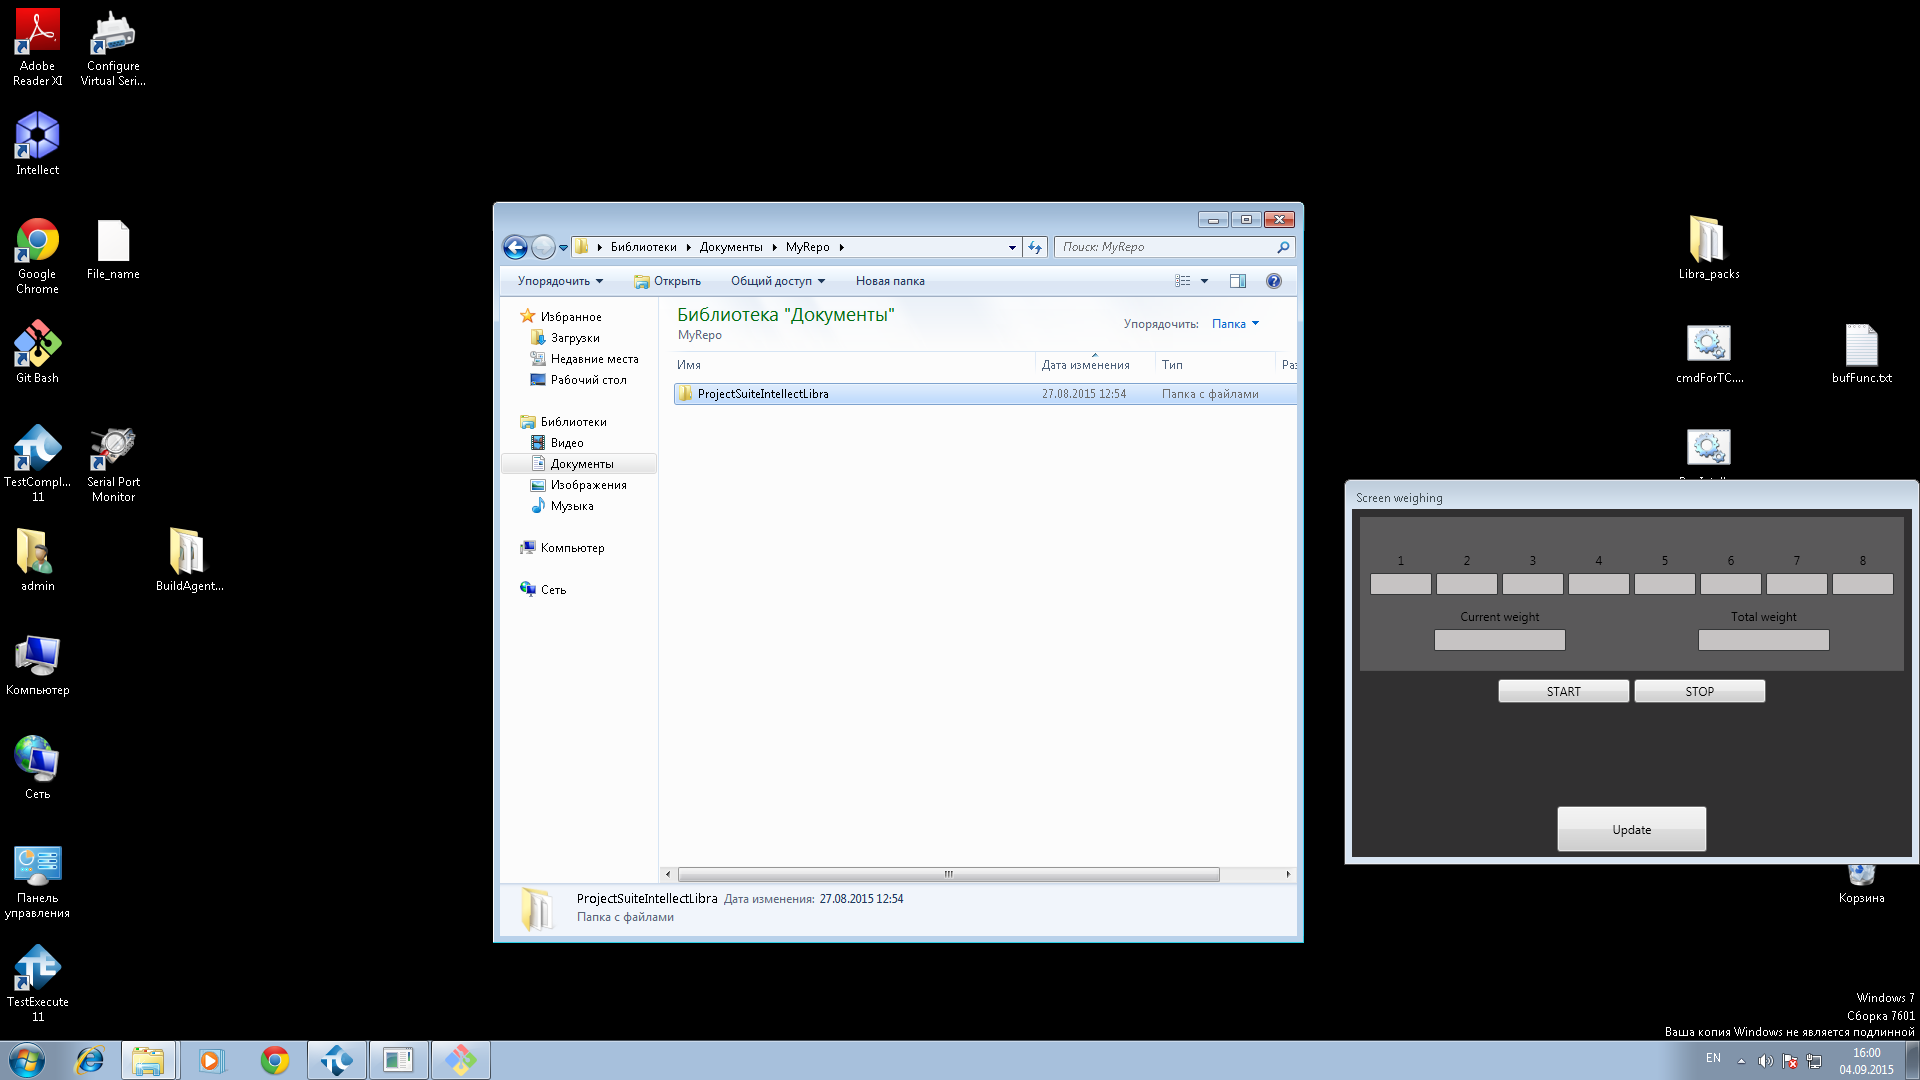 Adobe
Reader XI
Configure
Virtual Seri...
Intellect
Google
Chrome
File_name
Git Bash
TestCompl...
11
Serial Port
Monitor
admin
BuildAgent...
Компьютер
Сеть
Панель
управления
TestExecute
11
Библиотеки
Документы
MyRepo
Поиск: MyRepo
Упорядочить
Открыть
Общий доступ
Новая папка
Избранное
Загрузки
Недавние места
Рабочий стол
Библиотеки
Видео
Документы
Изображения
Музыка
Компьютер
Сеть
Библиотека "Документы"
MyRepo
Упорядочить: Папка
Имя
Дата изменения
Тип
Раз
ProjectSuiteIntellectLibra
27.08.2015 12:54
Папка с файлами
ProjectSuiteIntellectLibra Дата изменения: 27.08.2015 12:54
Папка с файлами
Libra_packs
cmdForTC....
bufFunc.txt
Screen weighing
1 2 3 4 5 6 7 8
Current weight
Total weight
START
STOP
Update
Корзина
Windows 7
Сборка 7601
Ваша копия Windows не является подлинной
EN
16:00
04.09.2015